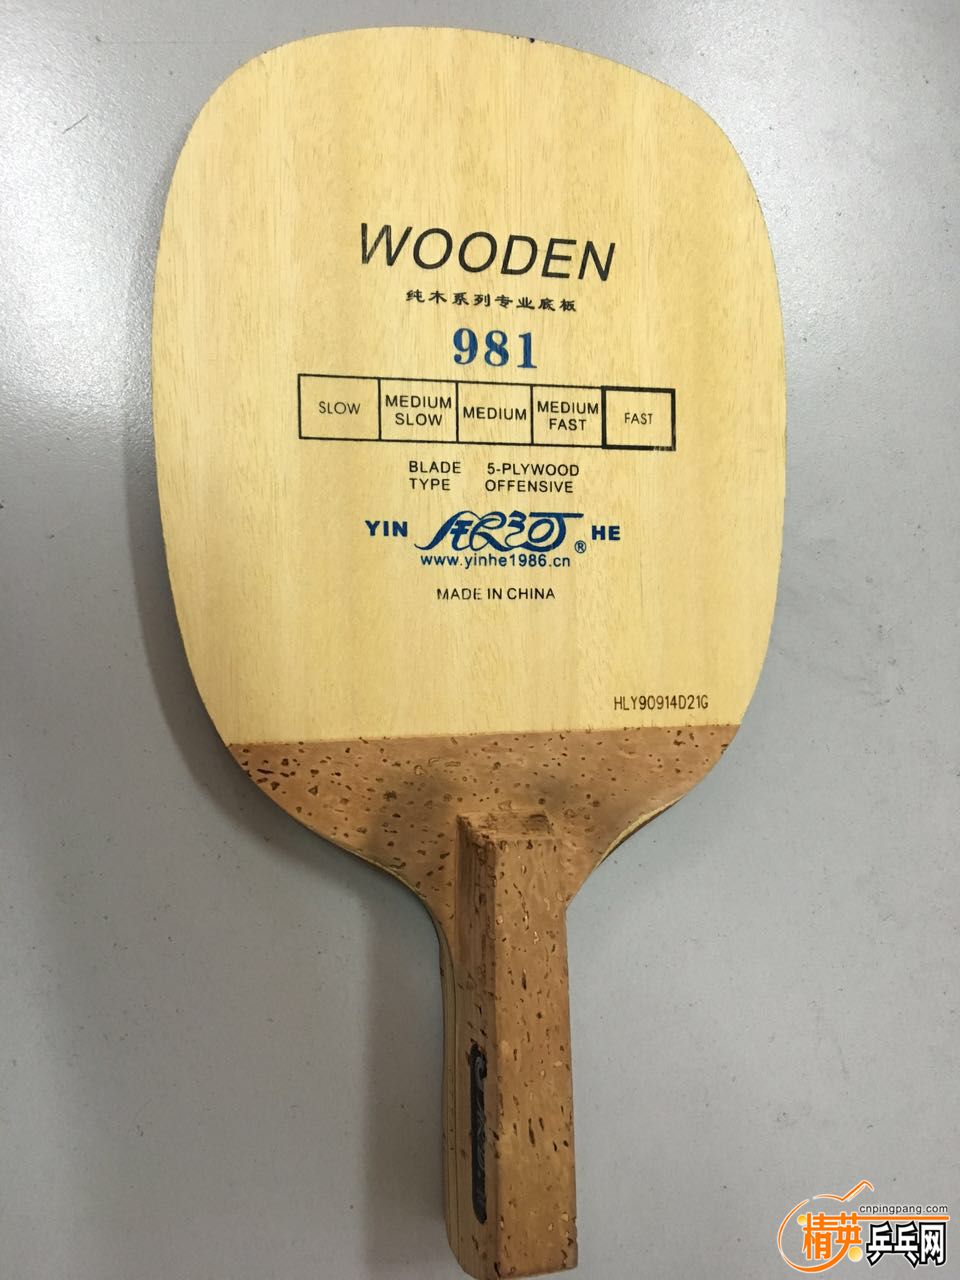 WOODEN
纯木系列专业底板
981
SLOW
MEDIUM SLOW
MEDIUM
MEDIUM FAST
FAST
BLADE 5-PLYWOOD
TYPE OFFENSIVE
YIN 银河® HE
www.yinhe1986.cn
MADE IN CHINA
HLY90914D21G
cnpingpang.com
精英乒乓网